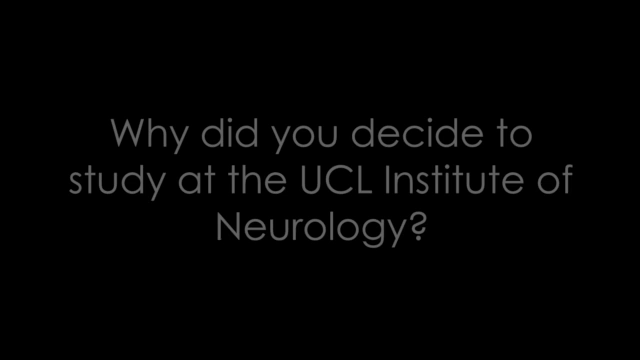 Why did you decide to
study at the UCL Institute of
Neurology?